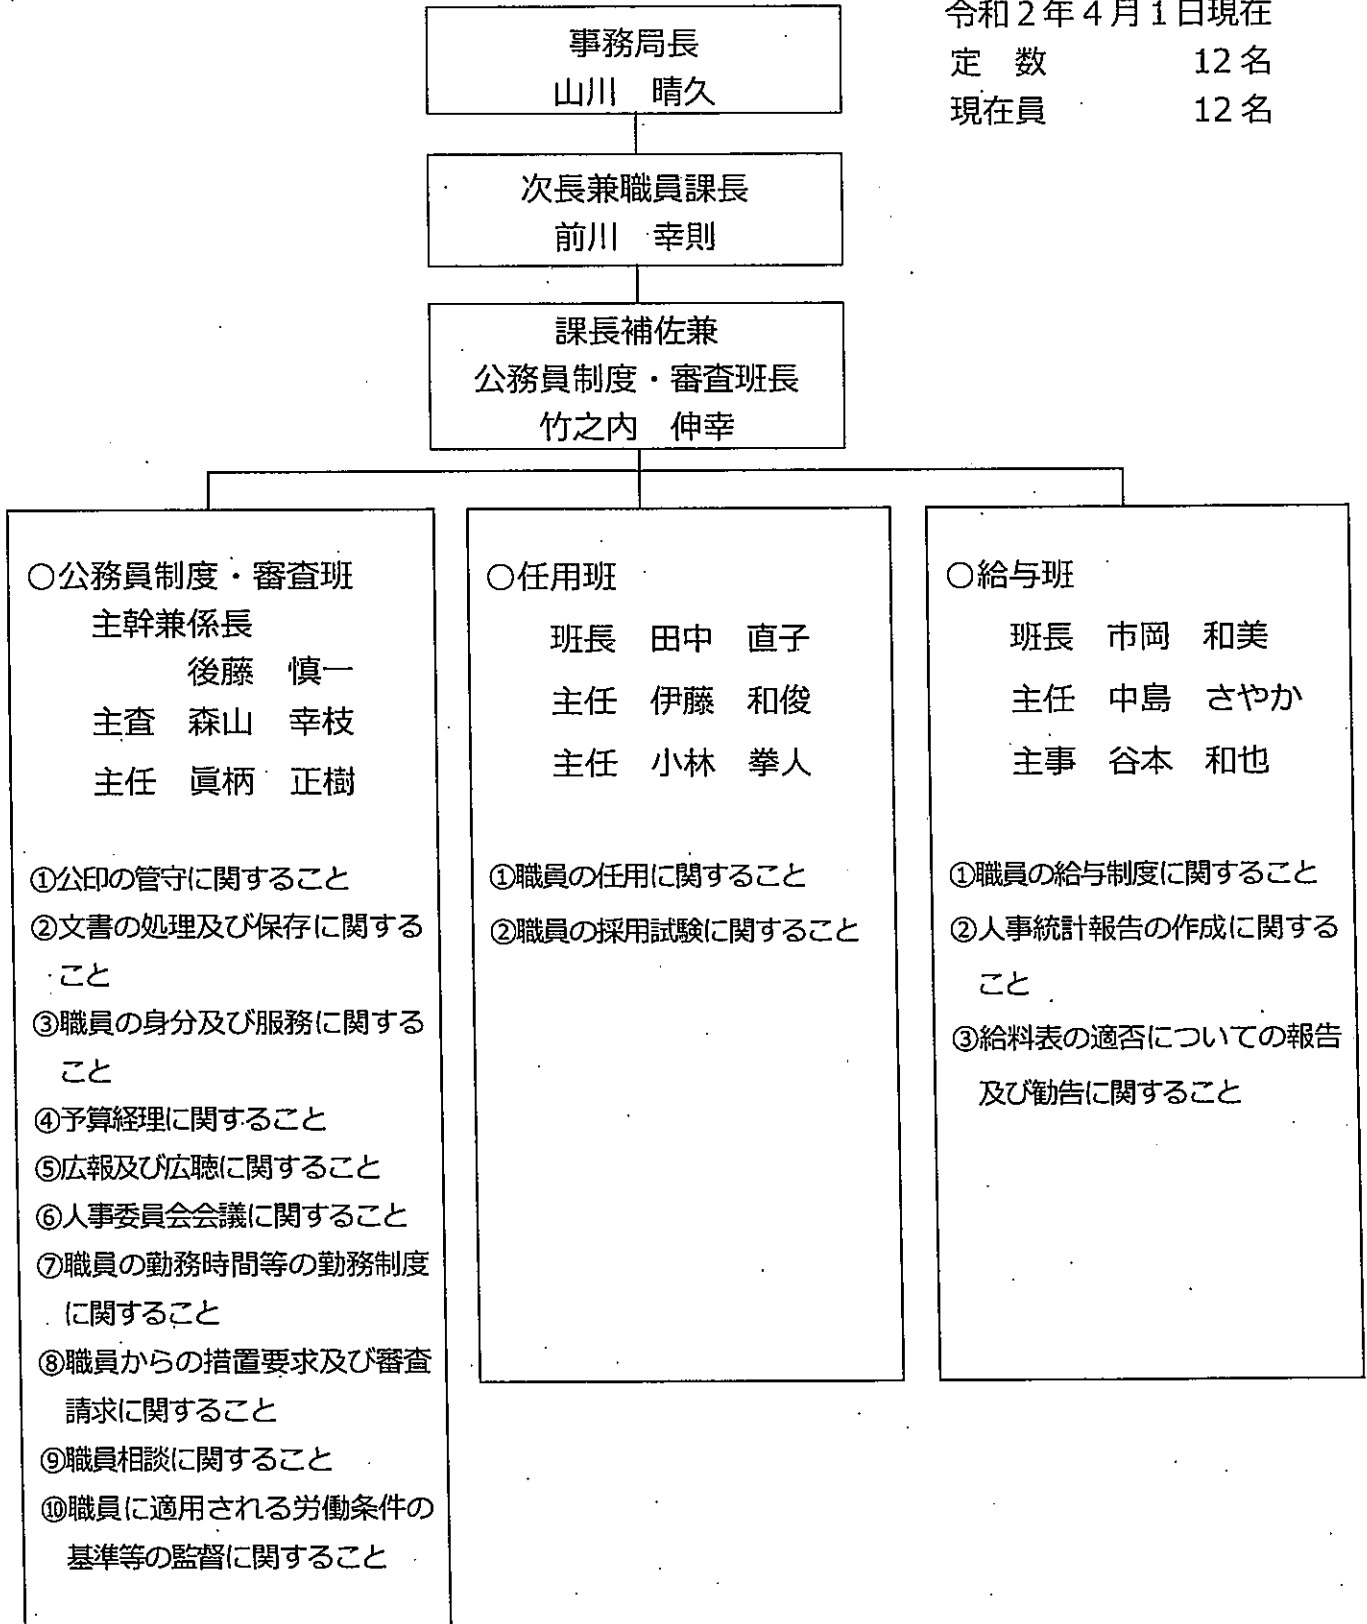 令和2年4月1日現在
定　数　12名
現在員　12名
事務局長
山川　晴久
次長兼職員課長
前川　幸則
課長補佐兼
公務員制度・審査班長
竹之内　伸幸
○公務員制度・審査班
主幹兼係長
後藤　慎一
主査　森山　幸枝
主任　眞柄　正樹
①公印の管守に関すること
②文書の処理及び保存に関する
こと
③職員の身分及び服務に関する
こと
④予算経理に関すること
⑤広報及び広聴に関すること
⑥人事委員会会議に関すること
⑦職員の勤務時間等の勤務制度
に関すること
⑧職員からの措置要求及び審査
請求に関すること
⑨職員相談に関すること
⑩職員に適用される労働条件の
基準等の監督に関すること
○任用班
班長　田中　直子
主任　伊藤　和俊
主任　小林　拳人
①職員の任用に関すること
②職員の採用試験に関すること
○給与班
班長　市岡　和美
主任　中島　さやか
主事　谷本　和也
①職員の給与制度に関すること
②人事統計報告の作成に関する
こと
③給料表の適否についての報告
及び勧告に関すること